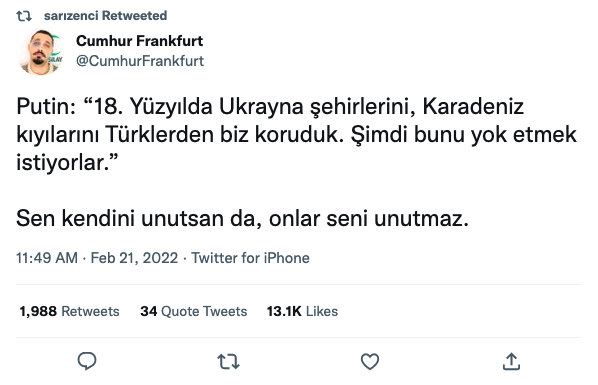 sarızenci Retweeted
Cumhur Frankfurt
@CumhurFrankfurt
Putin: “18. Yüzyılda Ukrayna şehirlerini, Karadeniz
kıyılarını Türklerden biz koruduk. Şimdi bunu yok etmek
istiyorlar.”
Sen kendini unutsan da, onlar seni unutmaz.
11:49 AM · Feb 21, 2022 · Twitter for iPhone
1,988 Retweets 34 Quote Tweets 13.1K Likes